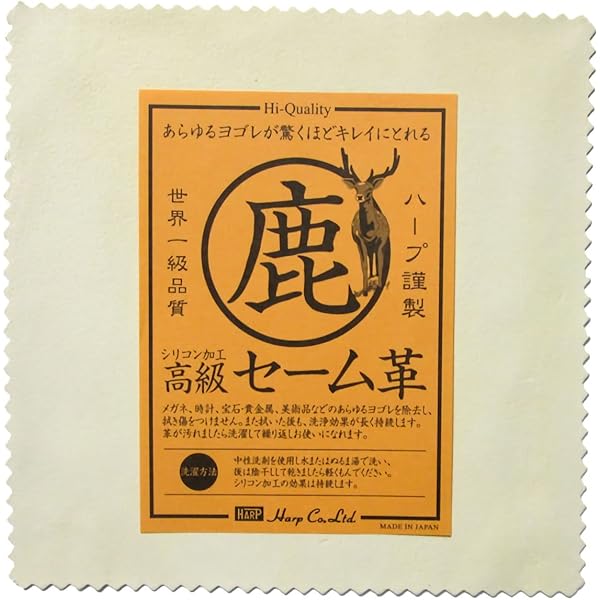 Hi-Quality
あらゆるヨゴレが驚くほどキレイにとれる
世界一級品質
鹿
ハープ謹製
シリコン加工
高級セーム革
メガネ、時計、宝石・貴金属、美術品などのあらゆるヨゴレを除去し、
拭き傷をつけません。また拭いた後も、洗浄効果が長く持続します。
革が汚れましたら洗濯して繰り返しお使いになれます。
洗濯方法
中性洗剤を使用し水またはぬるま湯で洗い、
後は陰干しして乾きましたら軽くもんでください。
シリコン加工の効果は持続します。
HARP Harp Co,Ltd
MADE IN JAPAN